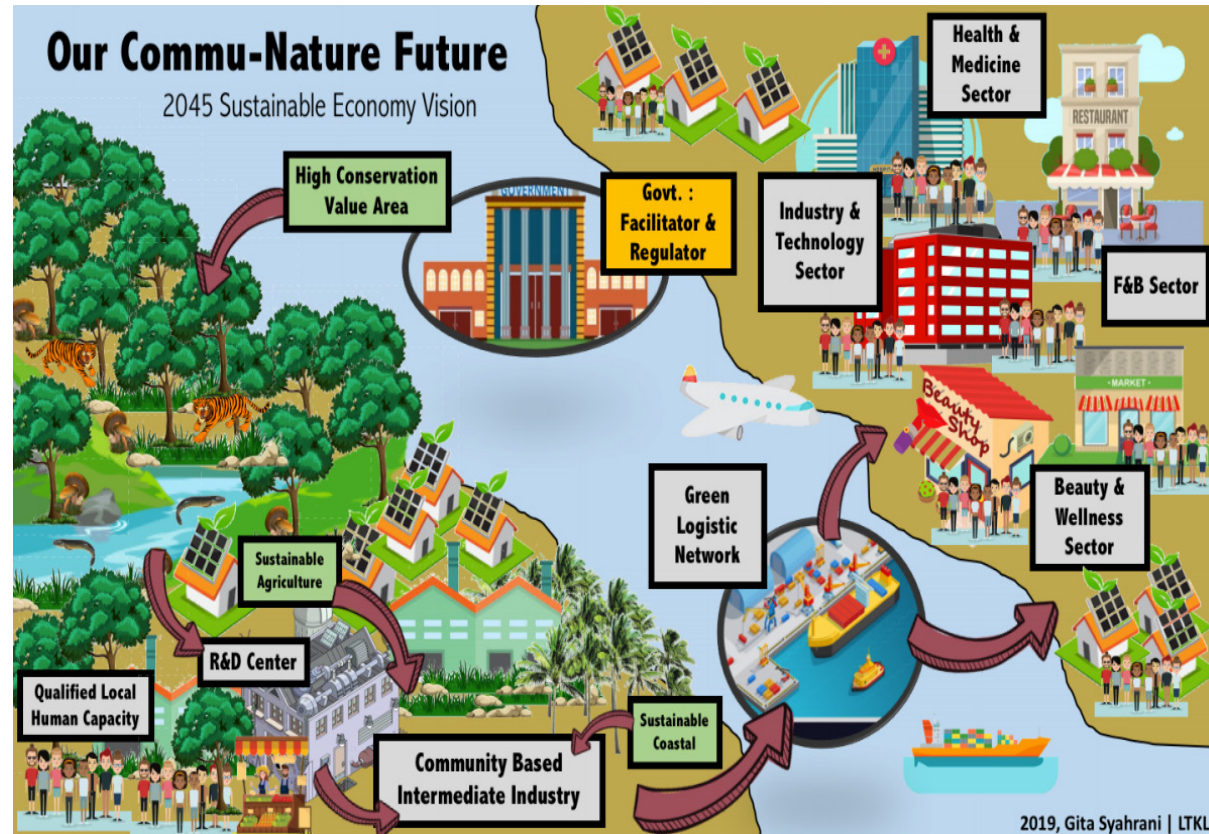 Our Commu-Nature Future
2045 Sustainable Economy Vision
High Conservation
Value Area
GOVERNMENT
Govt. :
Facilitator &
Regulator
Health &
Medicine
Sector
RESTAURANT
Industry &
Technology
Sector
F&B Sector
Beauty
Shop
MARKET
Green
Logistic
Network
Beauty &
Wellness
Sector
Sustainable
Agriculture
R&D Center
Qualified Local
Human Capacity
Sustainable
Coastal
Community Based
Intermediate Industry
2019, Gita Syahrani | LTKL